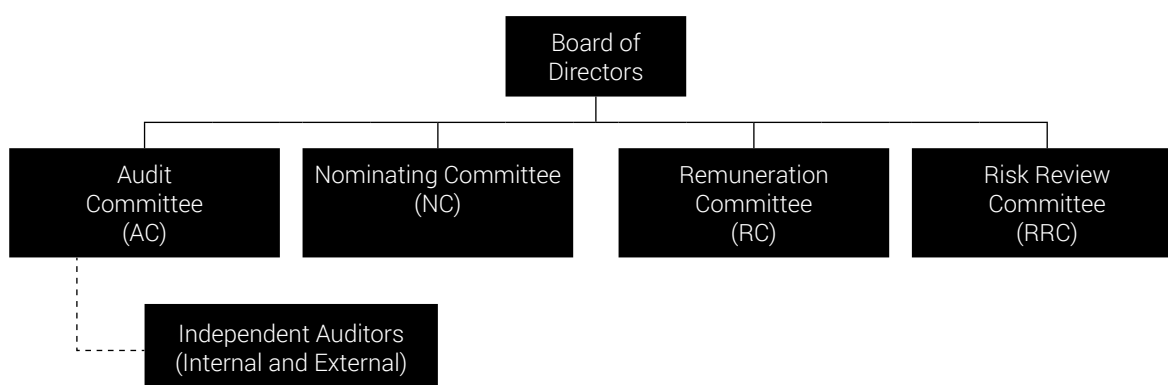 Board of
Directors
Audit
Committee
(AC)
Nominating Committee
(NC)
Remuneration
Committee
(RC)
Risk Review
Committee
(RRC)
Independent Auditors
(Internal and External)